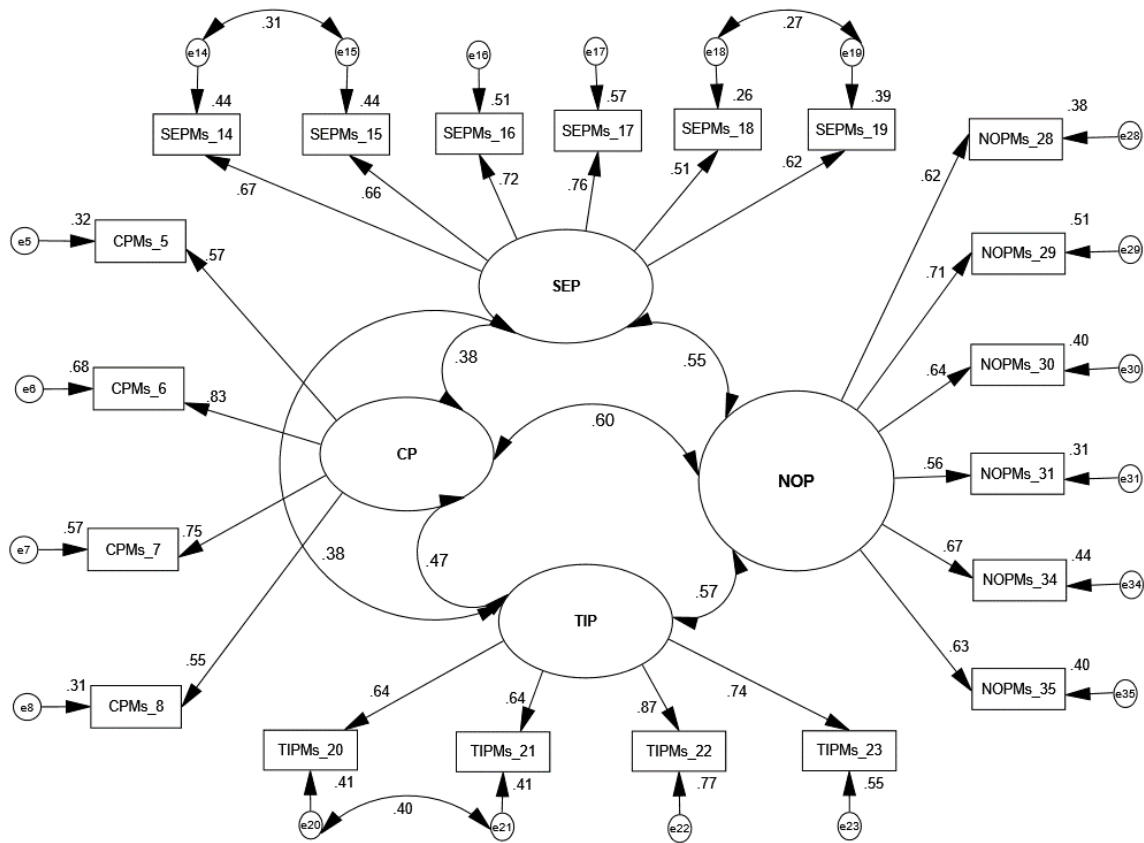 .31
.27
e14
e15
e16
e17
e18
e19
.44
.44
.51
.57
.26
.39
.38
SEPMs_14
SEPMs_15
SEPMs_16
SEPMs_17
SEPMs_18
SEPMs_19
NOPMs_28
e28
.67
.66
.72
.76
.51
.62
.62
.32
e5
CPMs_5
.57
.51
NOPMs_29
e29
.71
SEP
.38
.55
.68
e6
CPMs_6
.83
.40
NOPMs_30
e30
.64
.60
CP
NOP
.31
NOPMs_31
e31
.56
.57
e7
CPMs_7
.75
.38
.47
.67
.44
NOPMs_34
e34
TIP
.57
.63
.40
NOPMs_35
e35
.55
.31
e8
CPMs_8
.64
.64
.87
.74
TIPMs_20
TIPMs_21
TIPMs_22
TIPMs_23
.41
.41
.77
.55
e20
.40
e21
e22
e23